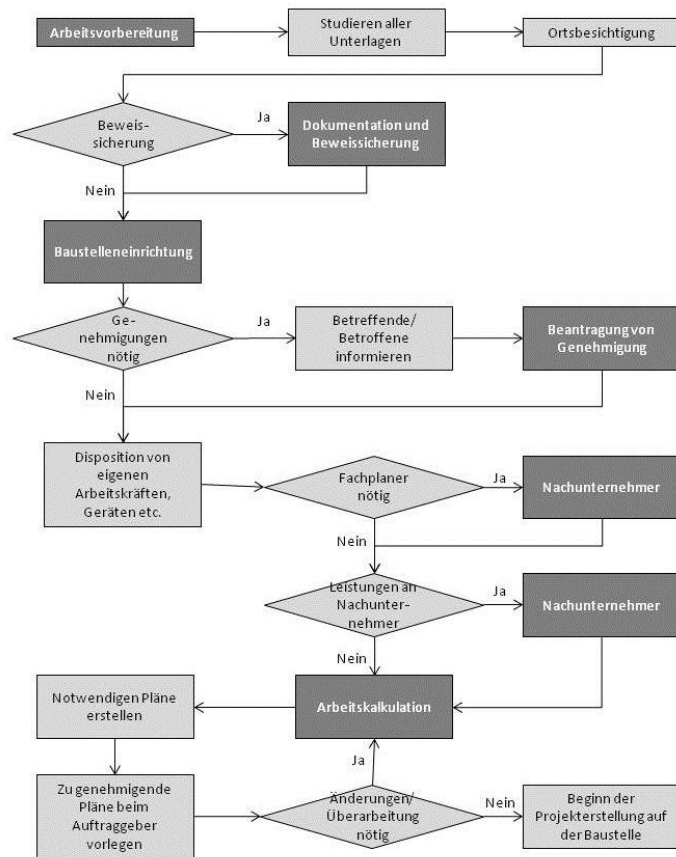 Arbeitsvorbereitung
Studieren aller
Unterlagen
Ortsbesichtigung
Beweis-
sicherung
Ja
Dokumentation und
Beweissicherung
Nein
Baustelleneinrichtung
Ge-
nehmigungen
nötig
Ja
Betreffende/
Betroffene
informieren
Beantragung von
Genehmigung
Nein
Disposition von
eigenen
Arbeitskräften,
Geräten etc.
Fachplaner
nötig
Ja
Nachunternehmer
Nein
Leistungen an
Nachunter-
nehmer
Ja
Nachunternehmer
Nein
Arbeitskalkulation
Notwendigen Pläne
erstellen
Zu genehmigende
Pläne beim
Auftraggeber
vorlegen
Ja
Änderungen/
Überarbeitung
nötig
Nein
Beginn der
Projekterstellung auf
der Baustelle